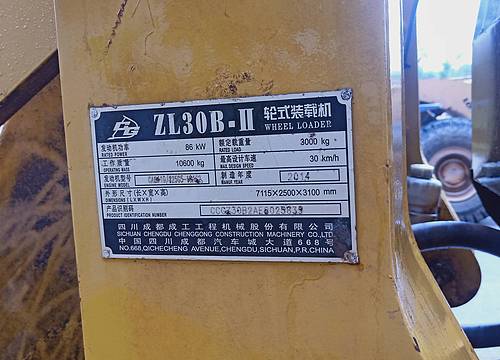 ZL30B-II 轮式装载机
WHEEL LOADER
发动机功率 86 kW 额定载重量 3000 kg
RATED POWER RATED LOAD
工作质量 10600 kg 最高设计车速 30 km/h
OPERATING MASS MAX. DESIGN SPEED
发动机型号 制造年度 2014
ENGINE MODEL MANUF. YEAR
外形尺寸(长×宽×高) 7115×2500×3100 mm
DIMENSIONS (L×W×H)
产品识别码
PRODUCT IDENTIFICATION NUMBER
四川成都成工工程机械股份有限公司
SICHUAN CHENGDU CHENGGONG CONSTRUCTION MACHINERY CO.,LTD.
中国四川成都汽车城大道668号
NO.668,QICHECHENG AVENUE,CHENGDU,SICHUAN,P.R.CHINA